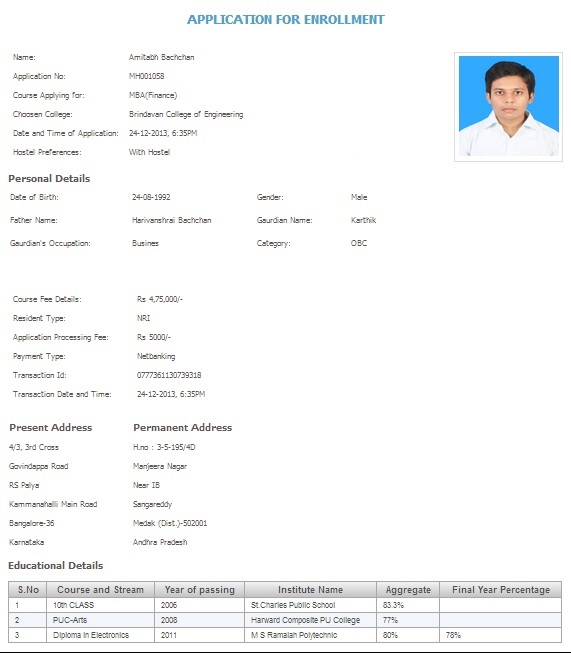 APPLICATION FOR ENROLLMENT
Name: Amitabh Bachchan
Application No: MH001058
Course Applying for: MBA(Finance)
Choosen College: Brindavan College of Engineering
Date and Time of Application: 24-12-2013, 6:35PM
Hostel Preferences: With Hostel
Personal Details
Date of Birth: 24-08-1992 Gender: Male
Father Name: Harivanshrai Bachchan Gaurdian Name: Karthik
Gaurdian's Occupation: Busines Category: OBC
Course Fee Details: Rs 4,75,000/-
Resident Type: NRI
Application Processing Fee: Rs 5000/-
Payment Type: Netbanking
Transaction Id: 0777361130739318
Transaction Date and Time: 24-12-2013, 6:35PM
Present Address Permanent Address
4/3, 3rd Cross H.no : 3-5-195/4D
Govindappa Road Manjeera Nagar
RS Palya Near IB
Kammanahalli Main Road Sangareddy
Bangalore-36 Medak (Dist.)-502001
Karnataka Andhra Pradesh
Educational Details
S.No Course and Stream Year of passing Institute Name Aggregate Final Year Percentage
1 10th CLASS 2006 St.Charles Public School 83.3%
2 PUC-Arts 2008 Harward Composite PU College 77%
3 Diploma in Electronics 2011 M S Ramaiah Polytechnic 80% 78%